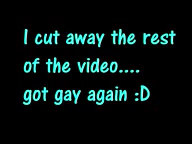 I cut away the rest
of the video....
got gay again :D